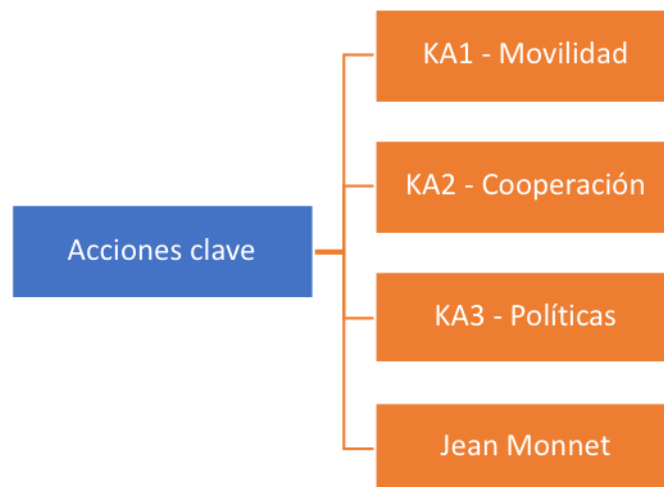 KA1 - Movilidad
KA2 - Cooperación
Acciones clave
KA3 - Políticas
Jean Monnet